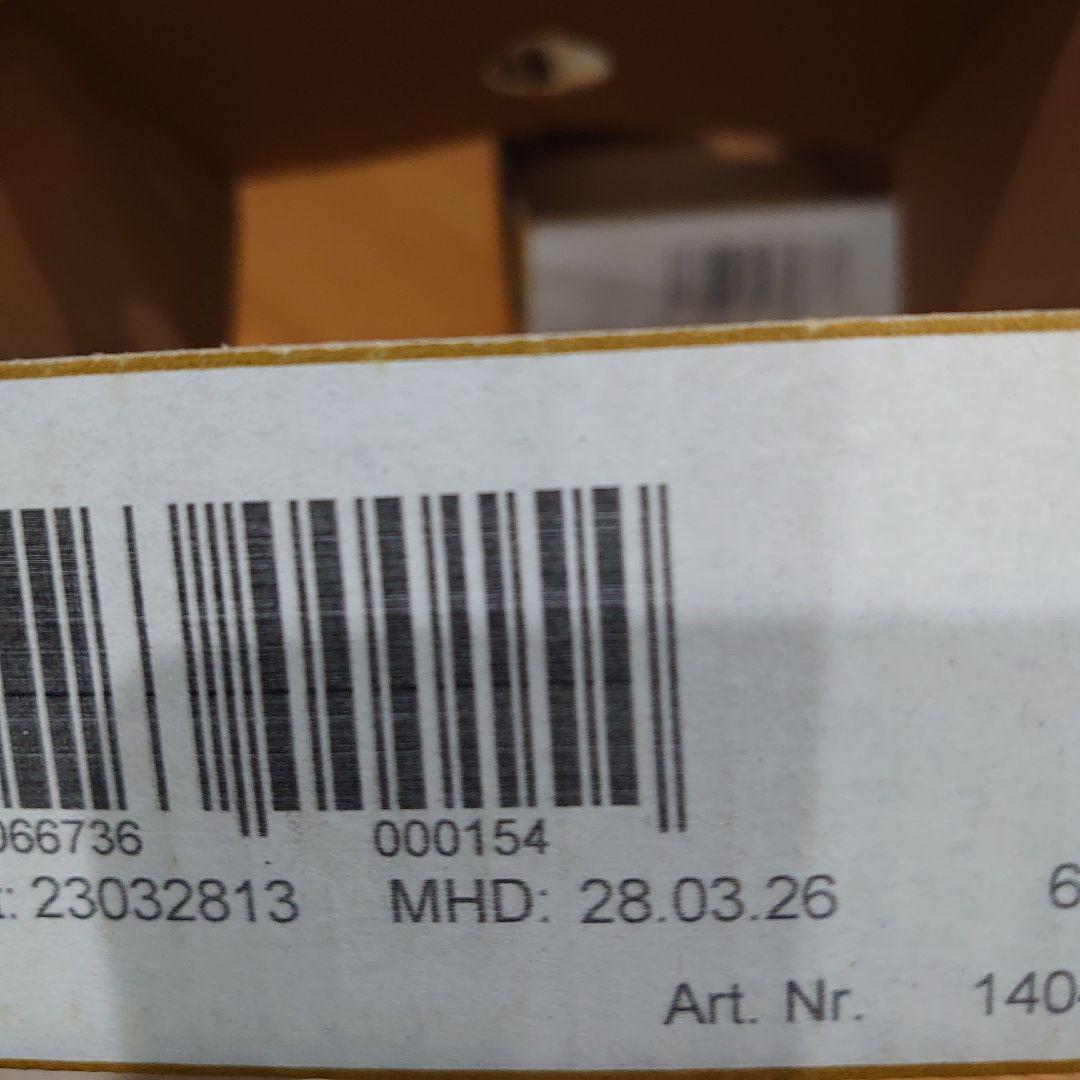 066736 000154
: 23032813 MHD: 28.03.26 6
Art. Nr. 140